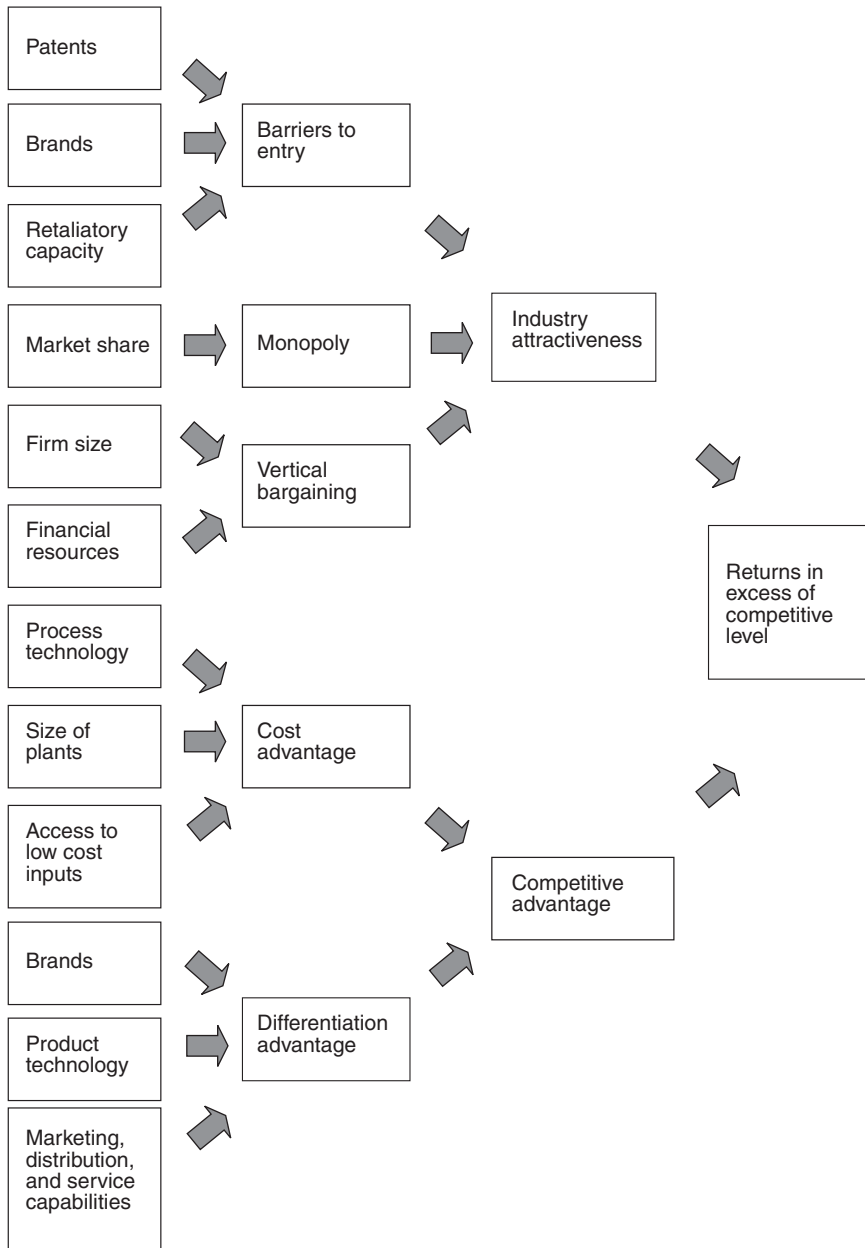 Patents
Brands
Retaliatory
capacity
Market share
Firm size
Financial
resources
Process
technology
Size of
plants
Access to
low cost
inputs
Brands
Product
technology
Marketing,
distribution,
and service
capabilities
Barriers to
entry
Monopoly
Vertical
bargaining
Cost
advantage
Differentiation
advantage
Industry
attractiveness
Competitive
advantage
Returns in
excess of
competitive
level